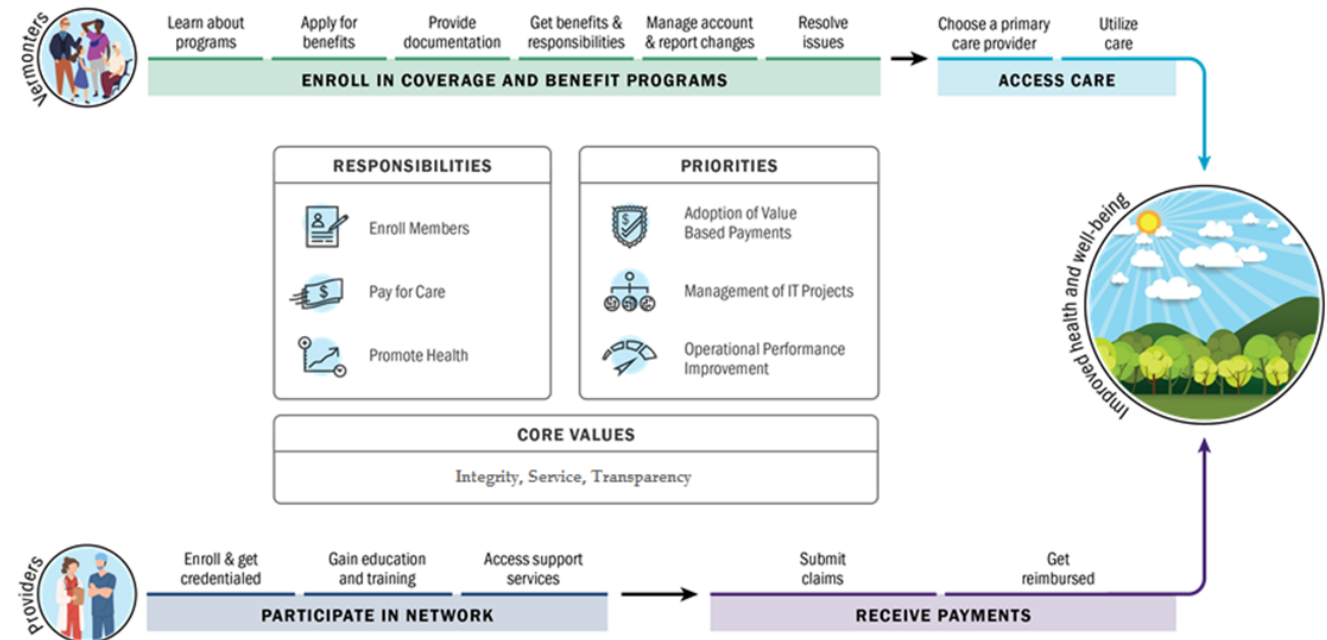 Vermonters
Learn about
programs
Apply for
benefits
Provide
documentation
Get benefits &
responsibilities
Manage account
& report changes
Resolve
issues
ENROLL IN COVERAGE AND BENEFIT PROGRAMS
Choose a primary
care provider
Utilize
care
ACCESS CARE
RESPONSIBILITIES
Enroll Members
$
Pay for Care
Promote Health
PRIORITIES
$
Adoption of Value
Based Payments
Management of IT Projects
Operational Performance
Improvement
CORE VALUES
Integrity, Service, Transparency
Improved health and well-being
Providers
Enroll & get
credentialed
Gain education
and training
Access support
services
PARTICIPATE IN NETWORK
Submit
claims
Get
reimbursed
RECEIVE PAYMENTS